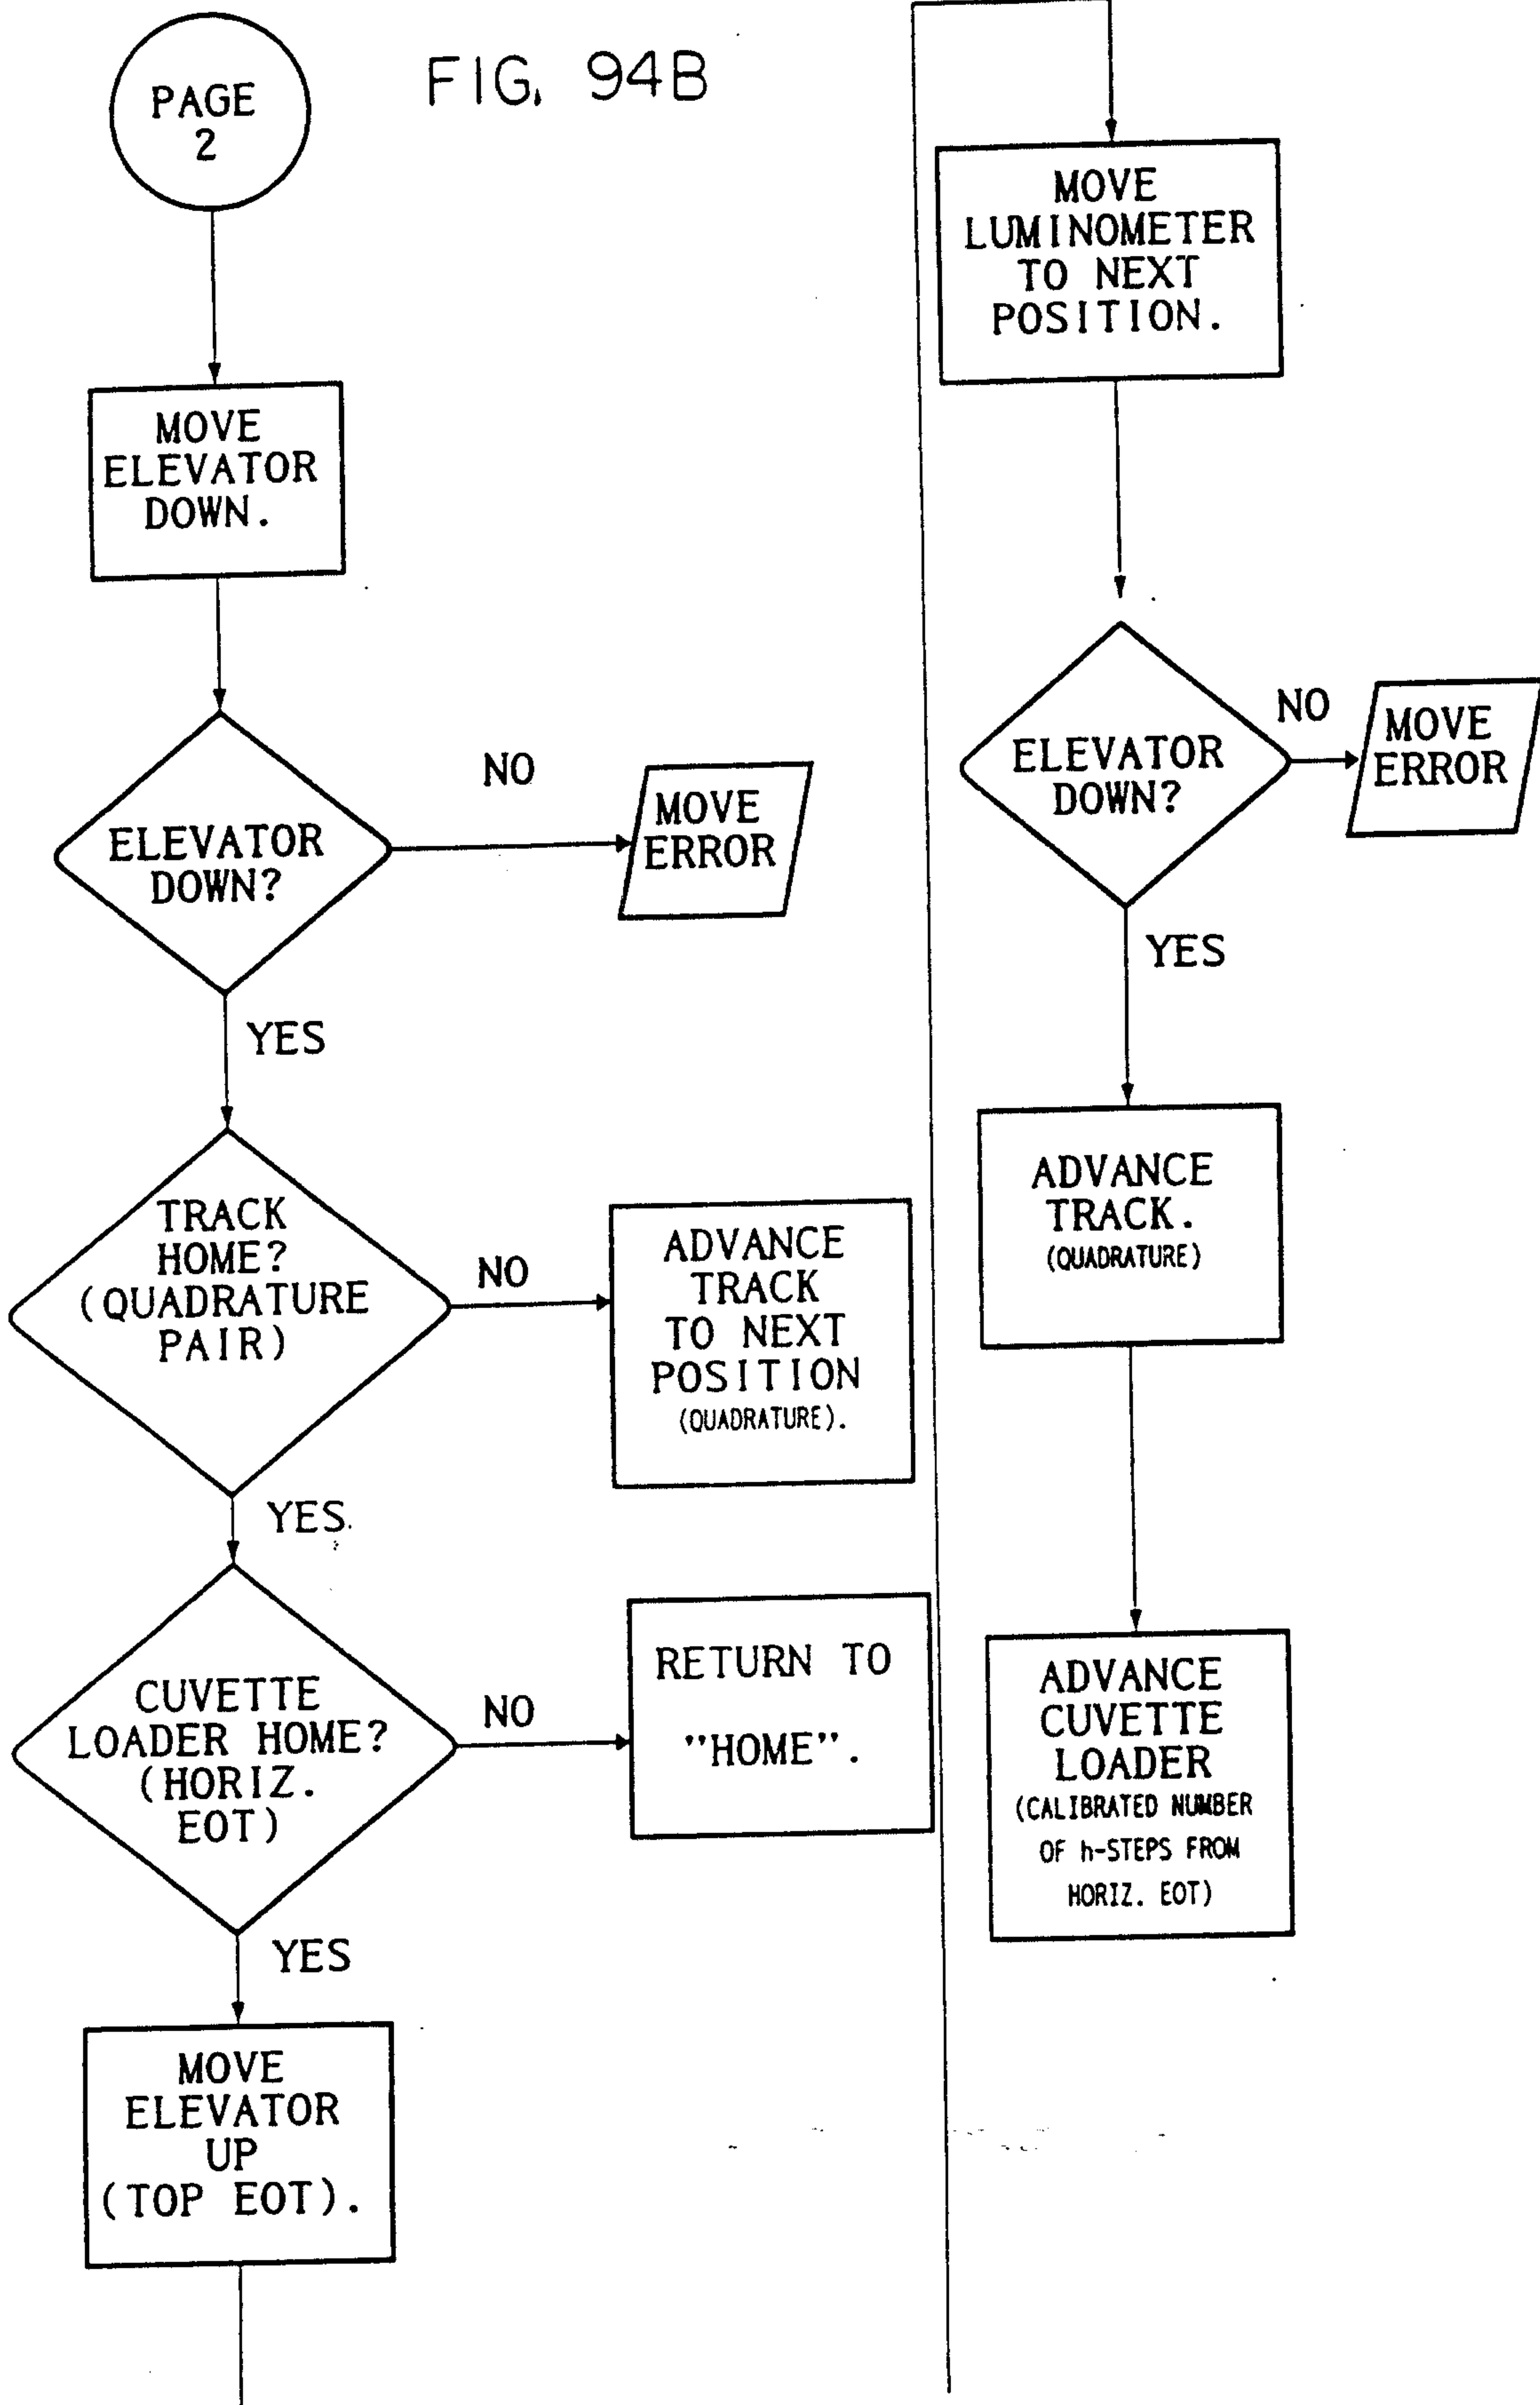 FIG. 94B
PAGE
2
MOVE
ELEVATOR
DOWN.
ELEVATOR
DOWN?
NO
MOVE
ERROR
YES
TRACK
HOME?
(QUADRATURE
PAIR)
NO
ADVANCE
TRACK
TO NEXT
POSITION
(QUADRATURE).
YES
CUVETTE
LOADER HOME?
(HORIZ.
EOT)
NO
RETURN TO
"HOME".
YES
MOVE
ELEVATOR
UP
(TOP EOT).
MOVE
LUMINOMETER
TO NEXT
POSITION.
ELEVATOR
DOWN?
NO
MOVE
ERROR
YES
ADVANCE
TRACK.
(QUADRATURE)
ADVANCE
CUVETTE
LOADER
(CALIBRATED NUMBER
OF h-STEPS FROM
HORIZ. EOT)